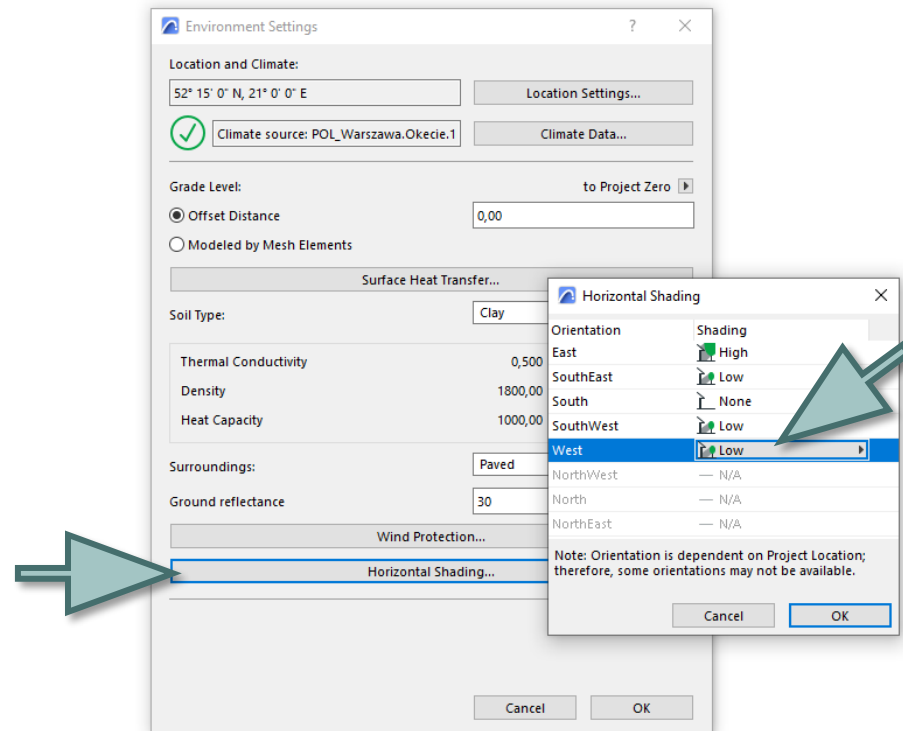 Environment Settings
Location and Climate:
52° 15' 0" N, 21° 0' 0" E
Location Settings...
Climate source: POL_Warszawa.Okecie.1
Climate Data...
Grade Level:
to Project Zero
Offset Distance
0,00
Modeled by Mesh Elements
Surface Heat Transfer...
Soil Type:
Clay
Thermal Conductivity
0,500
Density
1800,00
Heat Capacity
1000,00
Surroundings:
Paved
Ground reflectance
30
Wind Protection...
Horizontal Shading...
Cancel
OK
Horizontal Shading
Orientation Shading
East High
SouthEast Low
South None
SouthWest Low
West Low
NorthWest — N/A
North — N/A
NorthEast — N/A
Note: Orientation is dependent on Project Location;
therefore, some orientations may not be available.
Cancel
OK